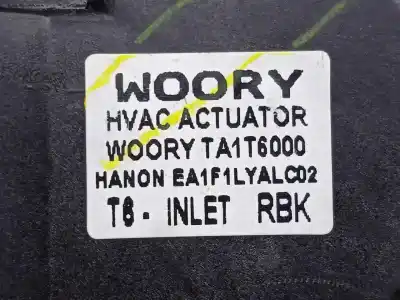 WOORY
HVAC ACTUATOR
WOORY TA1T6000
HANON EA1F1LYALC02
T6 - INLET RBK